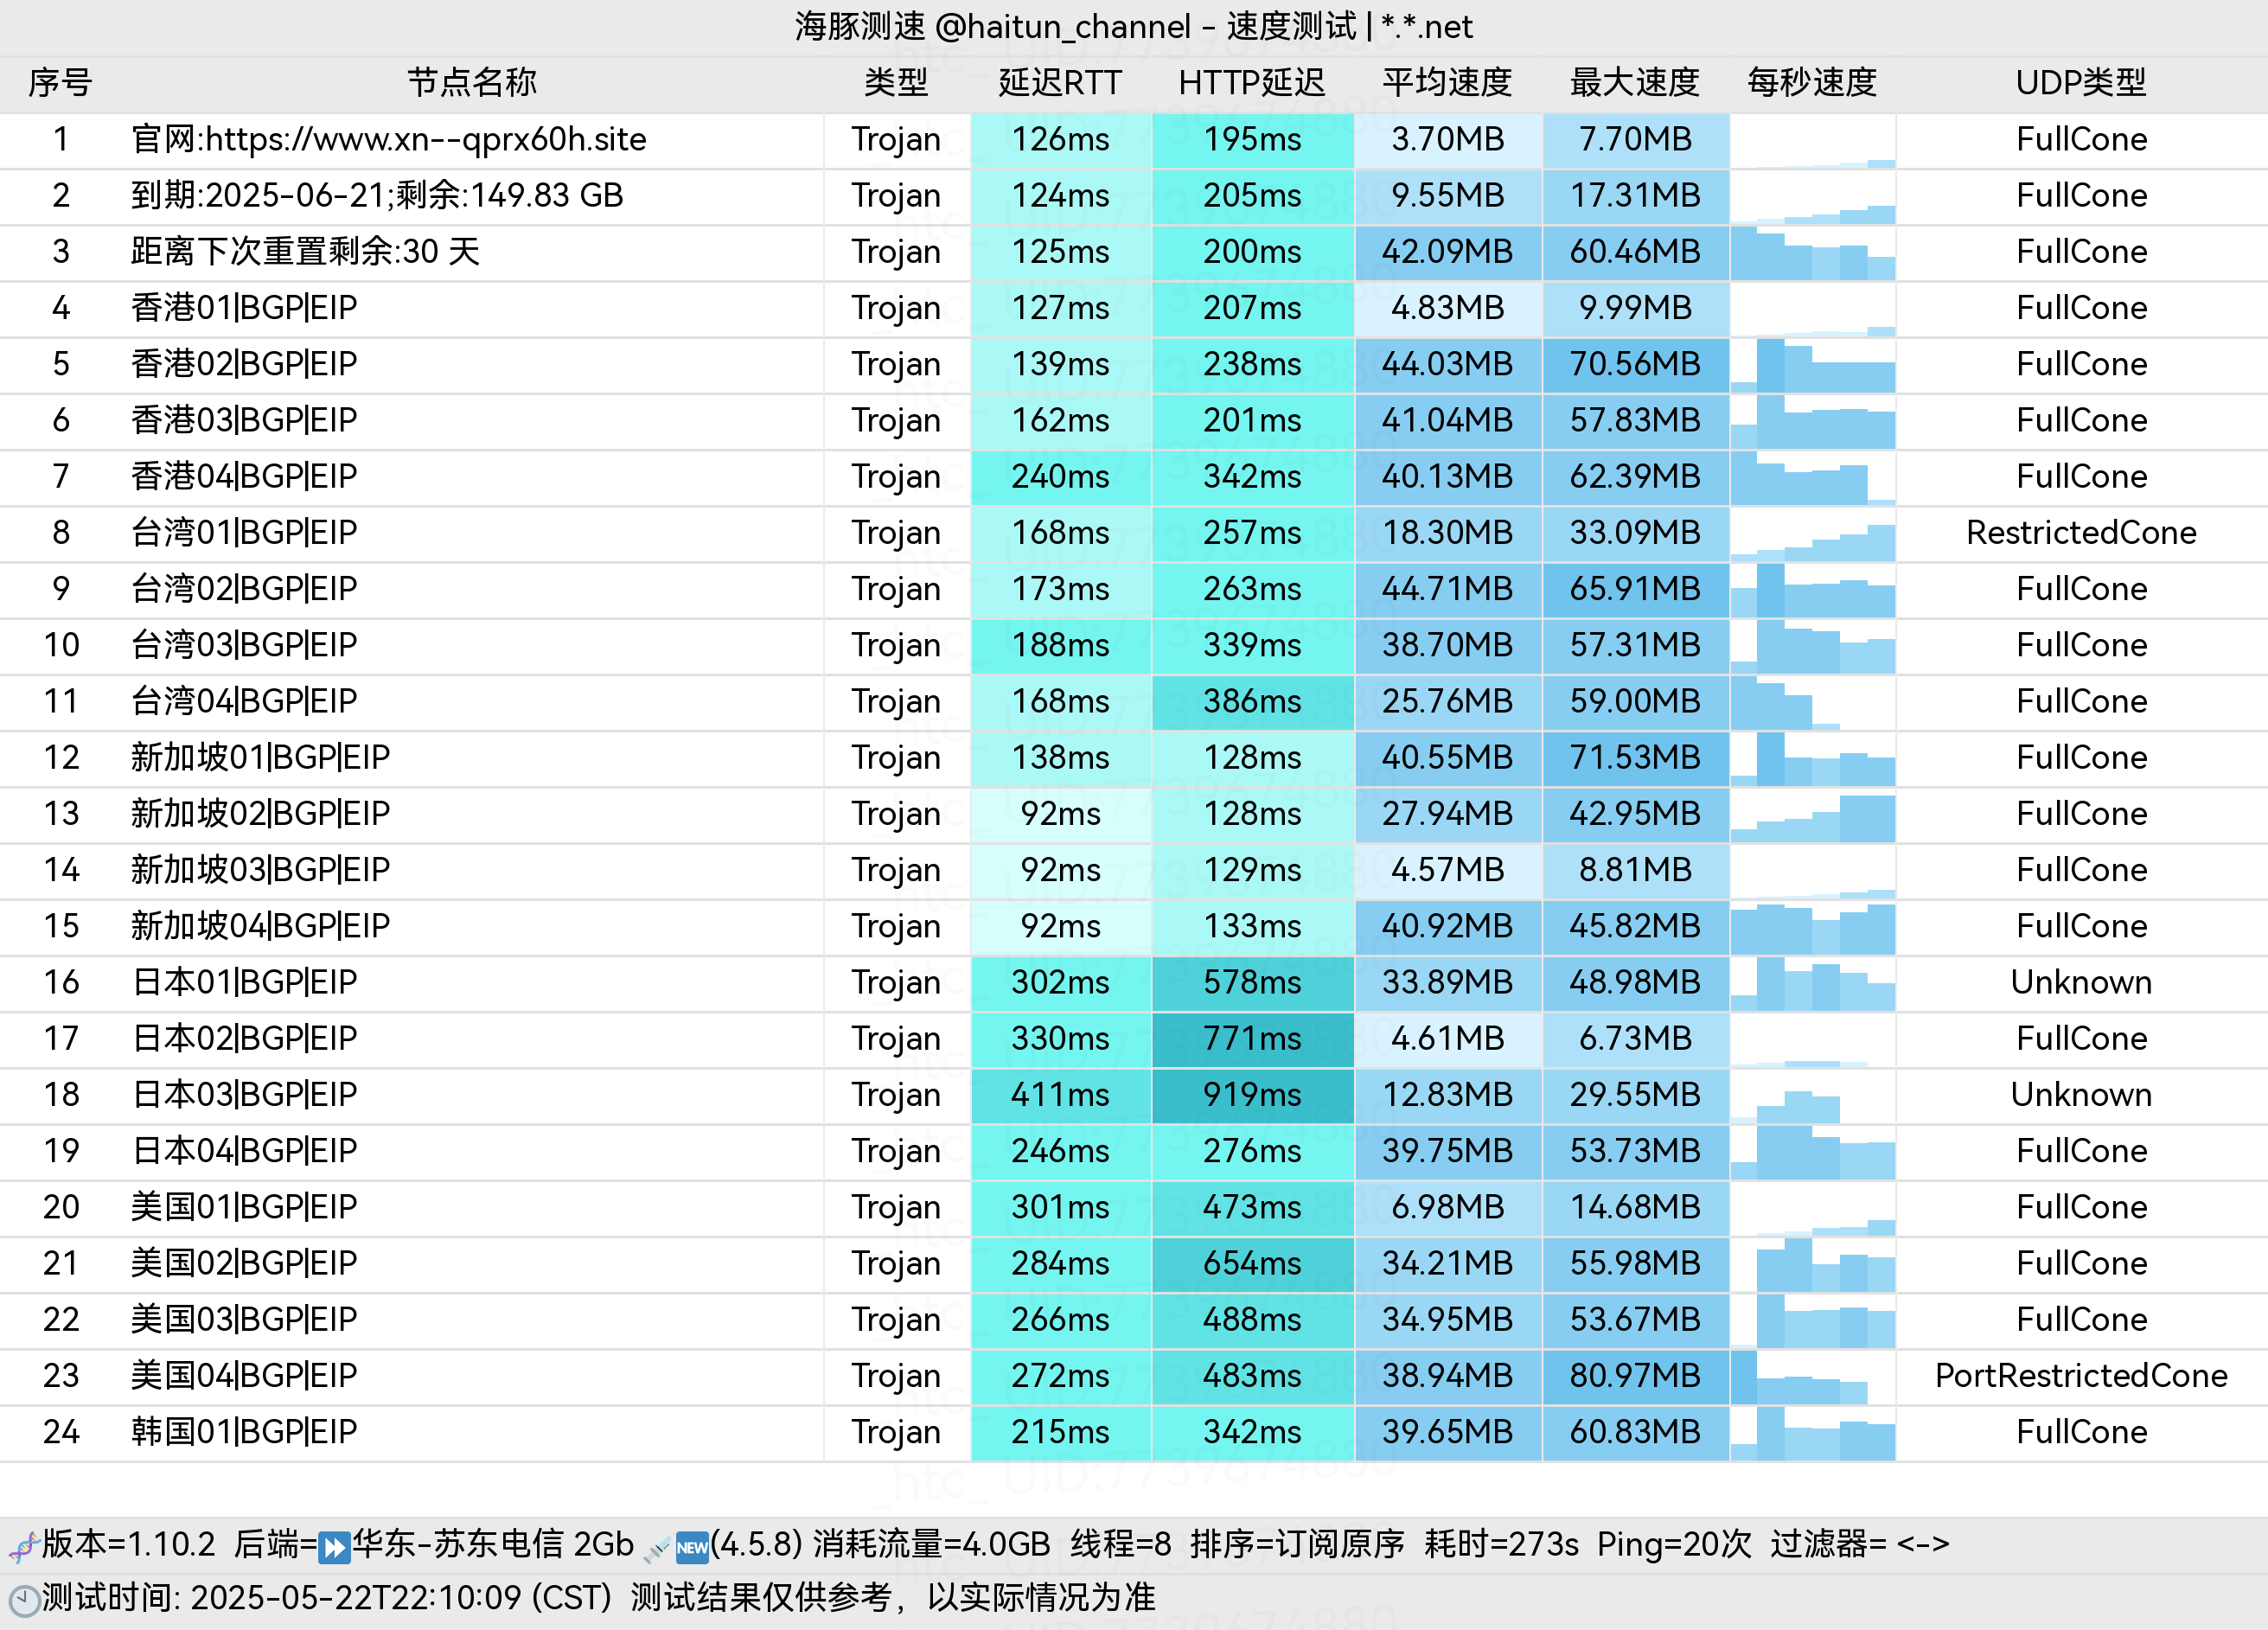 海豚测速 @haitun_channel - 速度测试 | *.*.net
序号 节点名称 类型 延迟RTT HTTP延迟 平均速度 最大速度 每秒速度 UDP类型
1 官网:https://www.xn--qprx60h.site Trojan 126ms 195ms 3.70MB 7.70MB FullCone
2 到期:2025-06-21;剩余:149.83 GB Trojan 124ms 205ms 9.55MB 17.31MB FullCone
3 距离下次重置剩余:30 天 Trojan 125ms 200ms 42.09MB 60.46MB FullCone
4 香港01|BGP|EIP Trojan 127ms 207ms 4.83MB 9.99MB FullCone
5 香港02|BGP|EIP Trojan 139ms 238ms 44.03MB 70.56MB FullCone
6 香港03|BGP|EIP Trojan 162ms 201ms 41.04MB 57.83MB FullCone
7 香港04|BGP|EIP Trojan 240ms 342ms 40.13MB 62.39MB FullCone
8 台湾01|BGP|EIP Trojan 168ms 257ms 18.30MB 33.09MB RestrictedCone
9 台湾02|BGP|EIP Trojan 173ms 263ms 44.71MB 65.91MB FullCone
10 台湾03|BGP|EIP Trojan 188ms 339ms 38.70MB 57.31MB FullCone
11 台湾04|BGP|EIP Trojan 168ms 386ms 25.76MB 59.00MB FullCone
12 新加坡01|BGP|EIP Trojan 138ms 128ms 40.55MB 71.53MB FullCone
13 新加坡02|BGP|EIP Trojan 92ms 128ms 27.94MB 42.95MB FullCone
14 新加坡03|BGP|EIP Trojan 92ms 129ms 4.57MB 8.81MB FullCone
15 新加坡04|BGP|EIP Trojan 92ms 133ms 40.92MB 45.82MB FullCone
16 日本01|BGP|EIP Trojan 302ms 578ms 33.89MB 48.98MB Unknown
17 日本02|BGP|EIP Trojan 330ms 771ms 4.61MB 6.73MB FullCone
18 日本03|BGP|EIP Trojan 411ms 919ms 12.83MB 29.55MB Unknown
19 日本04|BGP|EIP Trojan 246ms 276ms 39.75MB 53.73MB FullCone
20 美国01|BGP|EIP Trojan 301ms 473ms 6.98MB 14.68MB FullCone
21 美国02|BGP|EIP Trojan 284ms 654ms 34.21MB 55.98MB FullCone
22 美国03|BGP|EIP Trojan 266ms 488ms 34.95MB 53.67MB FullCone
23 美国04|BGP|EIP Trojan 272ms 483ms 38.94MB 80.97MB PortRestrictedCone
24 韩国01|BGP|EIP Trojan 215ms 342ms 39.65MB 60.83MB FullCone
_htc_ UID:7739674880
🧬版本=1.10.2 后端=⏩华东-苏东电信 2Gb 💉🆕(4.5.8) 消耗流量=4.0GB 线程=8 排序=订阅原序 耗时=273s Ping=20次 过滤器= <->
🕙测试时间: 2025-05-22T22:10:09 (CST) 测试结果仅供参考，以实际情况为准